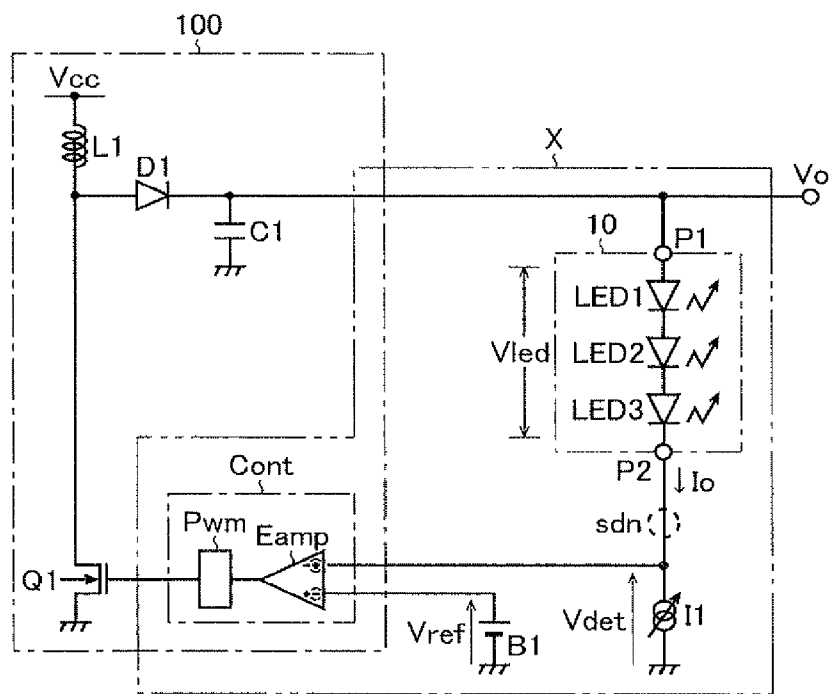 100
Vcc
L1
D1
C1
X
Vo
10
P1
LED1
LED2
LED3
Vled
P2
Io
sdn
Cont
Pwm
Eamp
Q1
Vref
B1
Vdet
I1